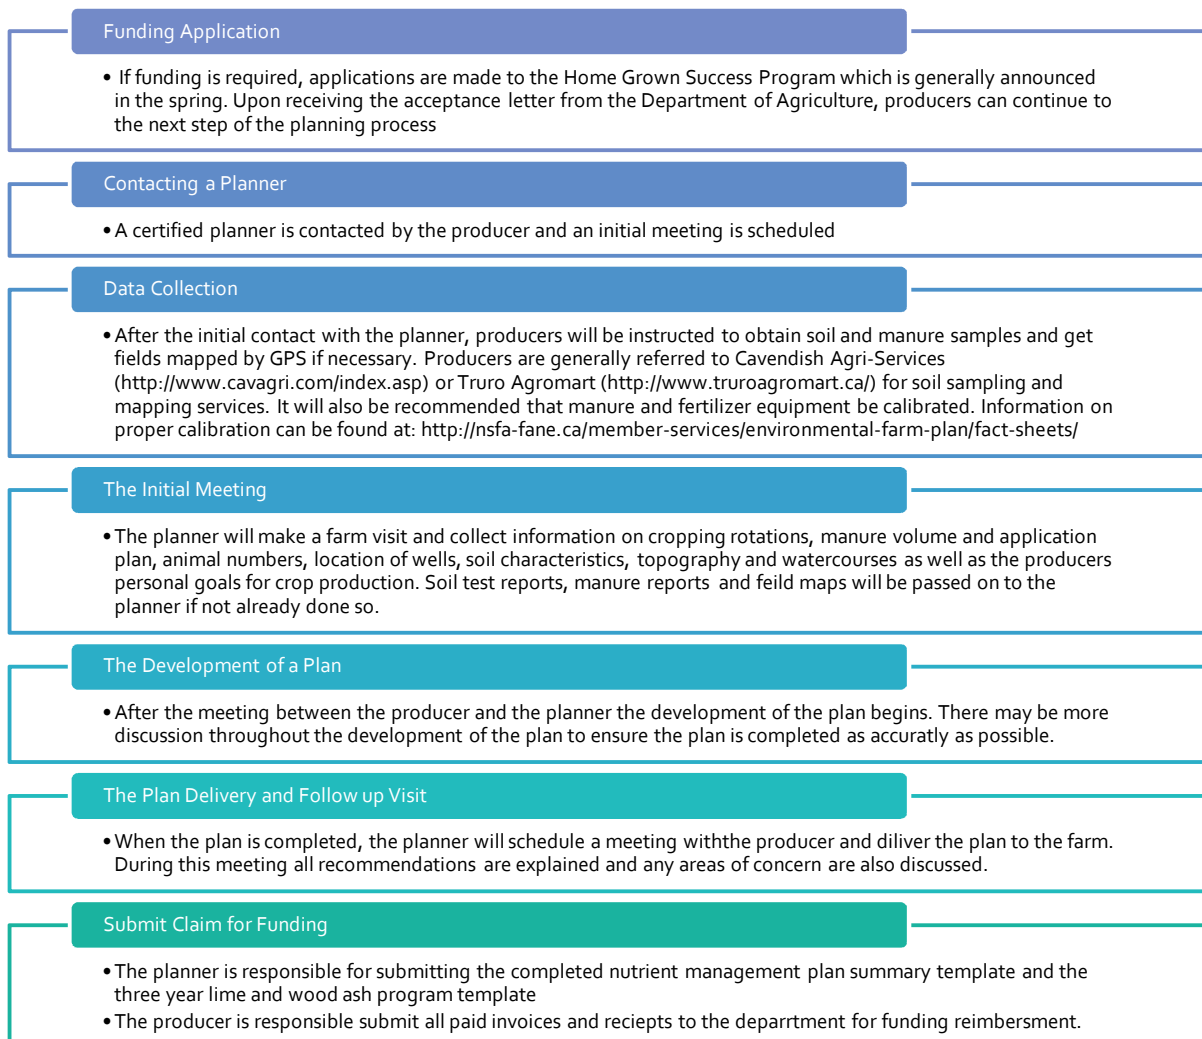 Funding Application
• If funding is required, applications are made to the Home Grown Success Program which is generally announced
in the spring. Upon receiving the acceptance letter from the Department of Agriculture, producers can continue to
the next step of the planning process
Contacting a Planner
• A certified planner is contacted by the producer and an initial meeting is scheduled
Data Collection
• After the initial contact with the planner, producers will be instructed to obtain soil and manure samples and get
fields mapped by GPS if necessary. Producers are generally referred to Cavendish Agri-Services
(http://www.cavagri.com/index.asp) or Truro Agromart (http://www.truroagromart.ca/) for soil sampling and
mapping services. It will also be recommended that manure and fertilizer equipment be calibrated. Information on
proper calibration can be found at: http://nsfa-fane.ca/member-services/environmental-farm-plan/fact-sheets/
The Initial Meeting
• The planner will make a farm visit and collect information on cropping rotations, manure volume and application
plan, animal numbers, location of wells, soil characteristics, topography and watercourses as well as the producers
personal goals for crop production. Soil test reports, manure reports and feild maps will be passed on to the
planner if not already done so.
The Development of a Plan
• After the meeting between the producer and the planner the development of the plan begins. There may be more
discussion throughout the development of the plan to ensure the plan is completed as accuratly as possible.
The Plan Delivery and Follow up Visit
• When the plan is completed, the planner will schedule a meeting withthe producer and diliver the plan to the farm.
During this meeting all recommendations are explained and any areas of concern are also discussed.
Submit Claim for Funding
• The planner is responsible for submitting the completed nutrient management plan summary template and the
three year lime and wood ash program template
• The producer is responsible submit all paid invoices and reciepts to the deparrtment for funding reimbersment.